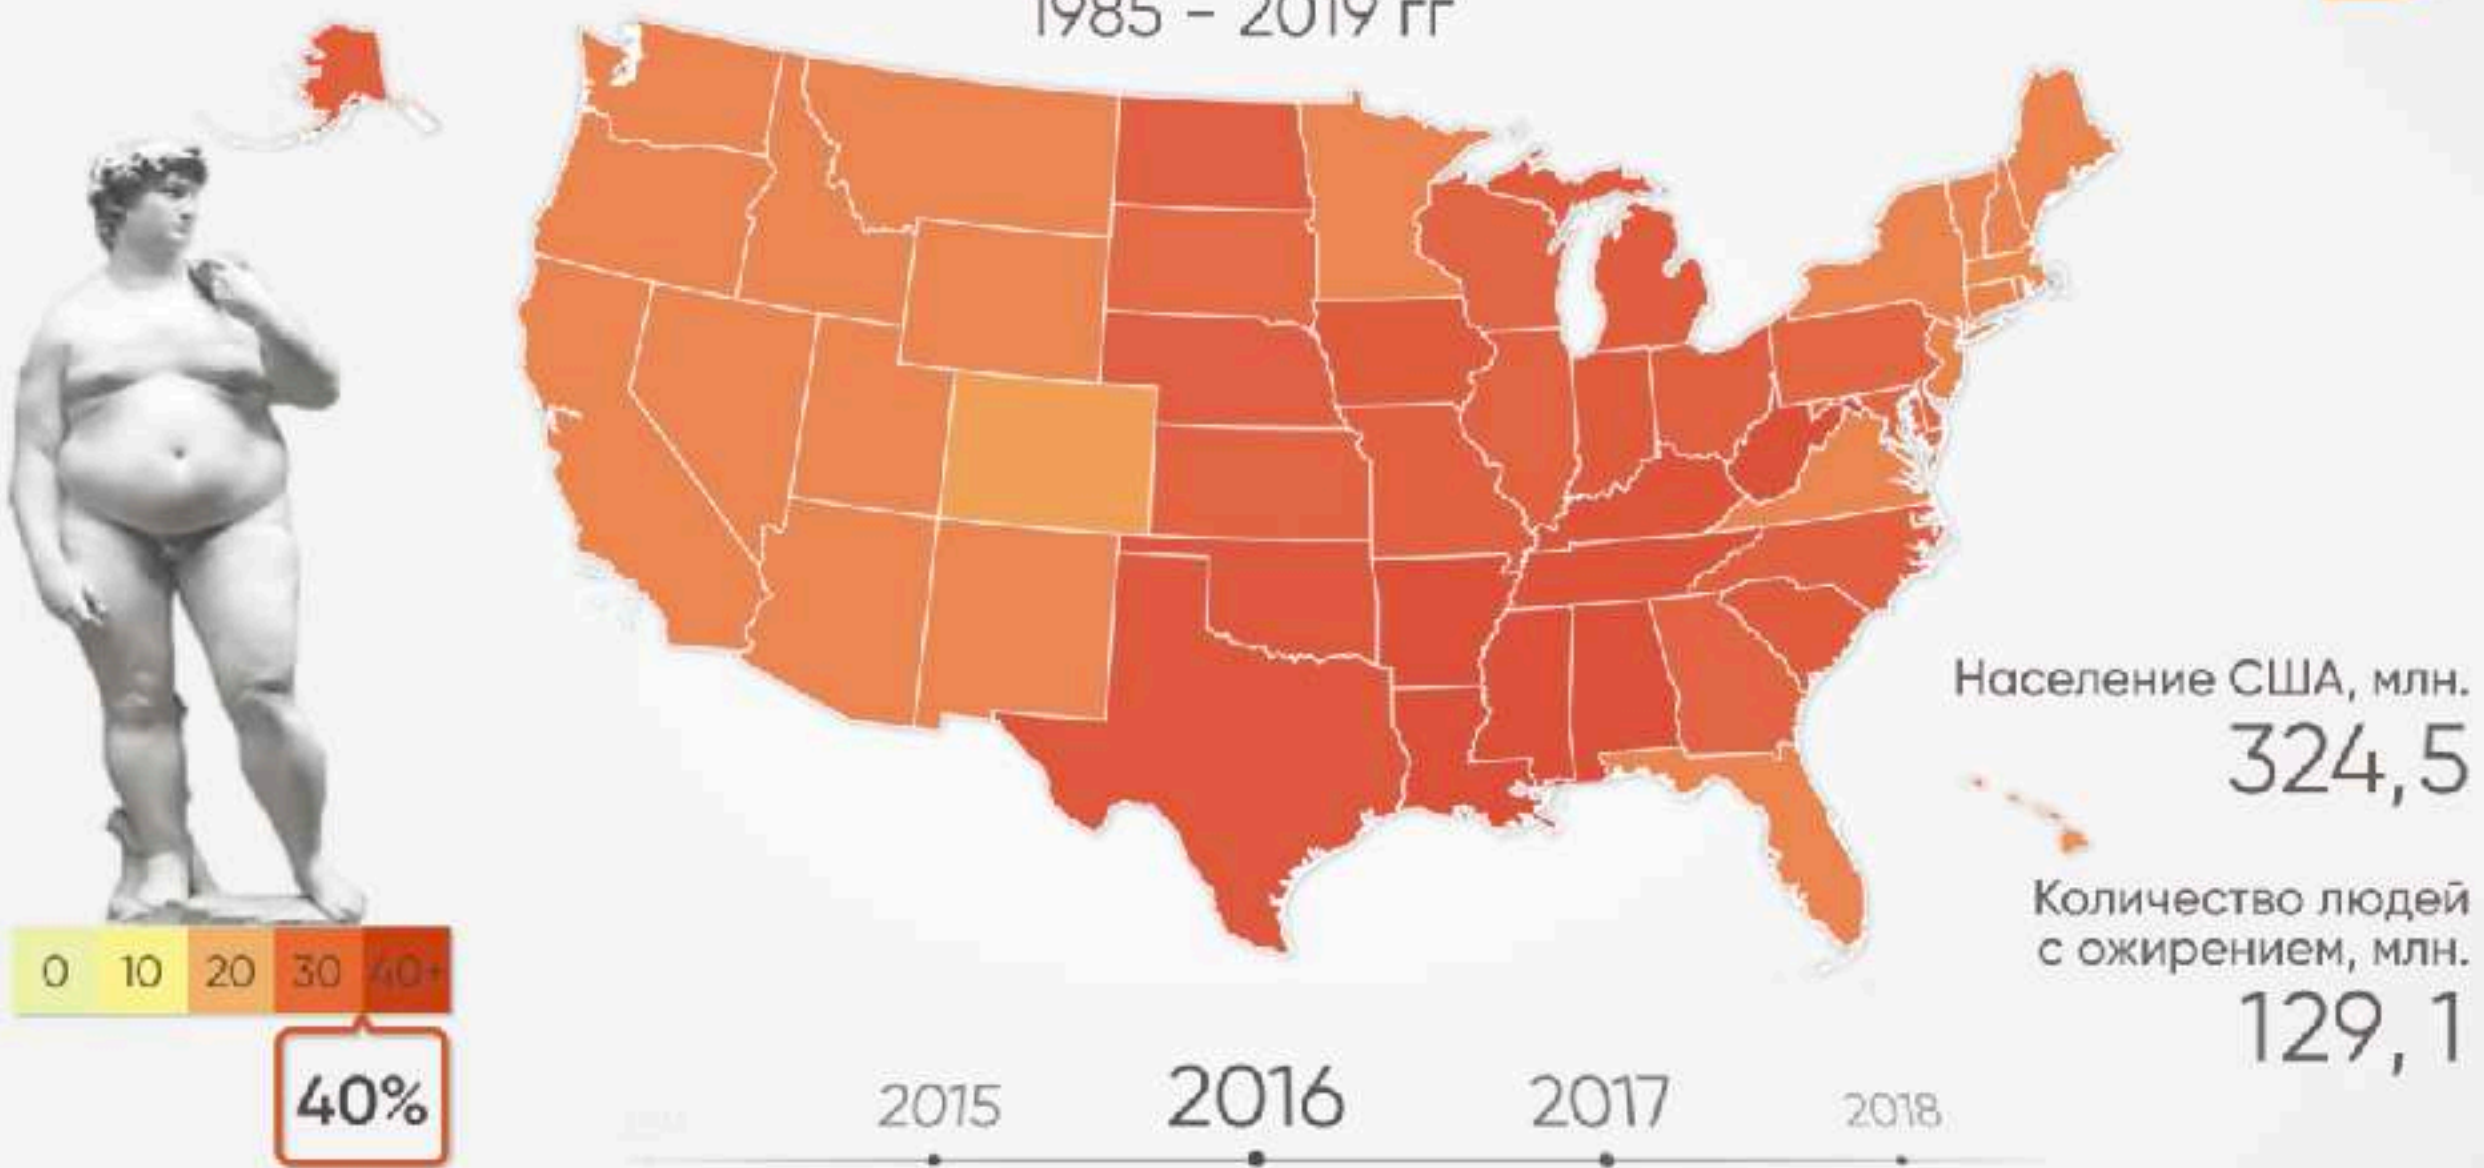 1985 – 2019 гг
Население США, млн.
324,5
Количество людей
с ожирением, млн.
129, 1
0 10 20 30 40+
40%
2015 2016 2017 2018